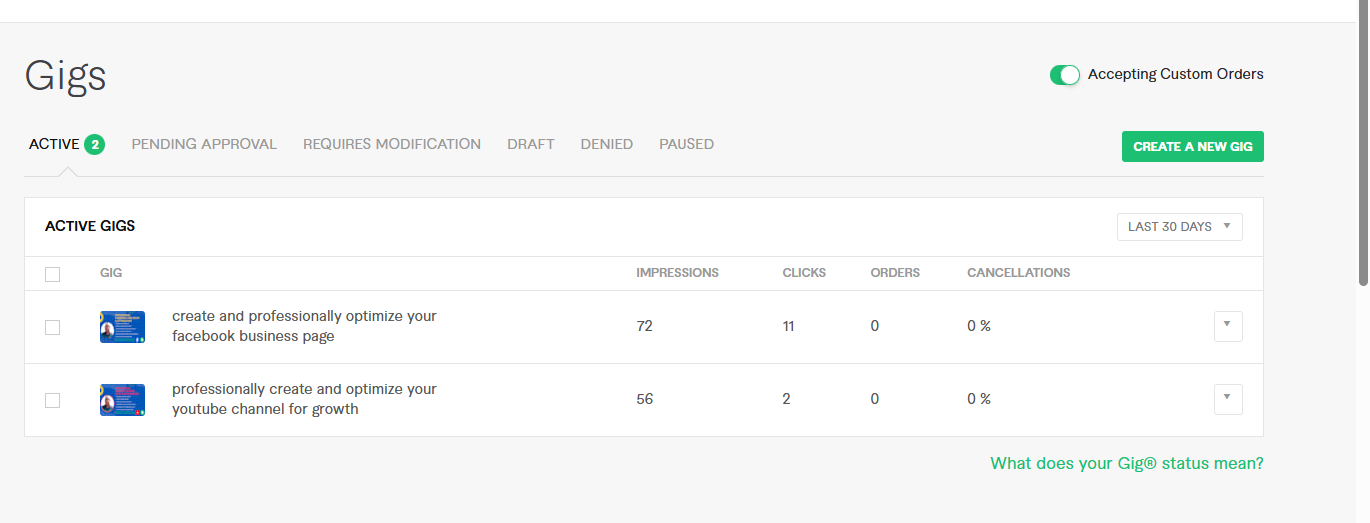 Gigs
Accepting Custom Orders
ACTIVE 2 PENDING APPROVAL REQUIRES MODIFICATION DRAFT DENIED PAUSED
CREATE A NEW GIG
ACTIVE GIGS
LAST 30 DAYS
GIG IMPRESSIONS CLICKS ORDERS CANCELLATIONS
create and professionally optimize your
facebook business page
72 11 0 0 %
professionally create and optimize your
youtube channel for growth
56 2 0 0 %
What does your Gig® status mean?